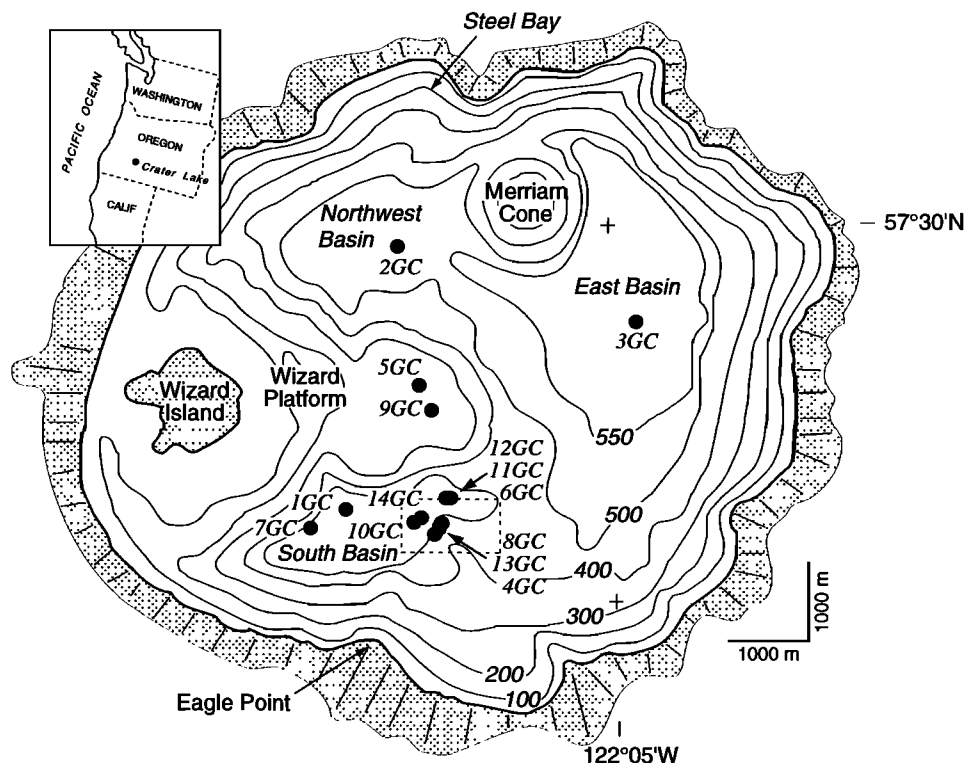 Steel Bay
PACIFIC OCEAN
WASHINGTON
OREGON
Crater Lake
CALIF
Merriam
Cone
57°30'N
Northwest
Basin
2GC
East Basin
3GC
Wizard
Island
Wizard
Platform
5GC
9GC
550
12GC
11GC
6GC
1GC
14GC
7GC
10GC
South Basin
8GC
13GC
4GC
500
400
300
200
100
1000 m
1000 m
Eagle Point
122°05'W